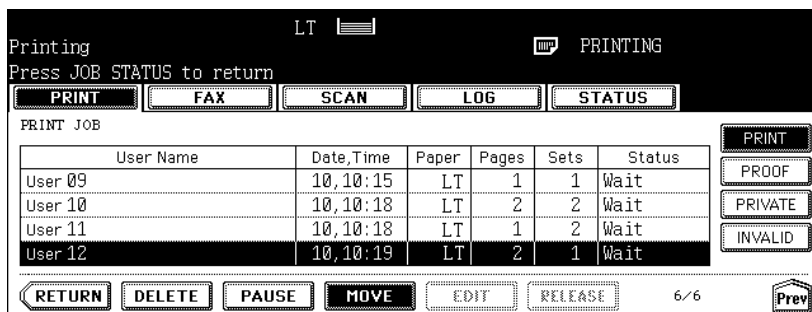 LT
Printing PRINTING
Press JOB STATUS to return
PRINT FAX SCAN LOG STATUS
PRINT JOB
PRINT
User Name Date,Time Paper Pages Sets Status
User 09 10,10:15 LT 1 1 Wait
PROOF
User 10 10,10:18 LT 2 2 Wait
PRIVATE
User 11 10,10:18 LT 1 2 Wait
INVALID
User 12 10,10:19 LT 2 1 Wait
RETURN DELETE PAUSE MOVE EDIT RELEASE 6/6 Prev